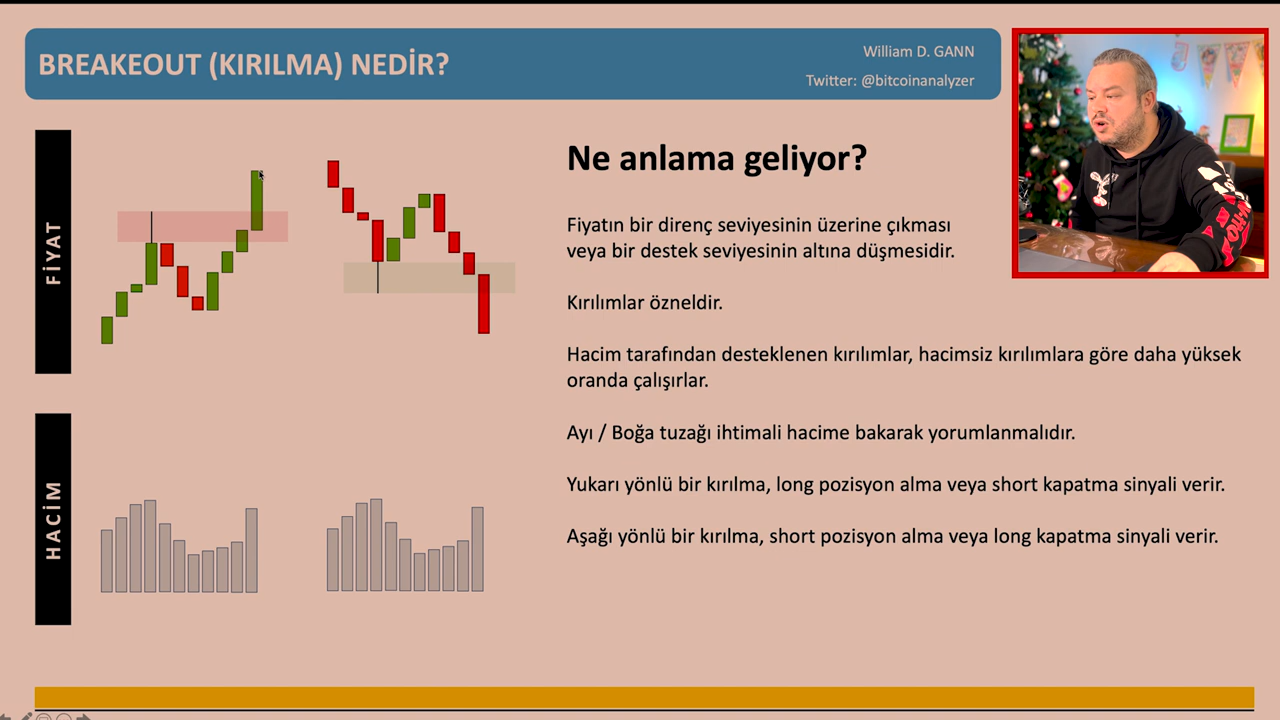 BREAKEOUT (KIRILMA) NEDİR?
William D. GANN
Twitter: @bitcoinanalyzer
FİYAT
HACİM
Ne anlama geliyor?
Fiyatın bir direnç seviyesinin üzerine çıkması
veya bir destek seviyesinin altına düşmesidir.
Kırılımlar özneldir.
Hacim tarafından desteklenen kırılımlar, hacimsiz kırılımlara göre daha yüksek
oranda çalışırlar.
Ayı / Boğa tuzağı ihtimali hacime bakarak yorumlanmalıdır.
Yukarı yönlü bir kırılma, long pozisyon alma veya short kapatma sinyali verir.
Aşağı yönlü bir kırılma, short pozisyon alma veya long kapatma sinyali verir.